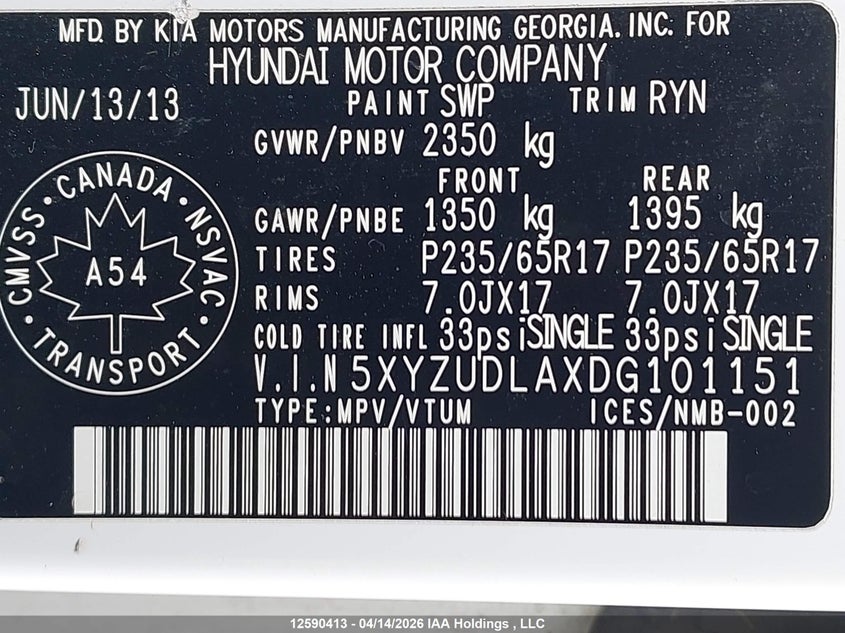 MFD. BY KIA MOTORS MANUFACTURING GEORGIA. INC. FOR
HYUNDAI MOTOR COMPANY
JUN/13/13 PAINT SWP TRIM RYN
GVWR/PNBV 2350 kg
FRONT REAR
GAWR/PNBE 1350 kg 1395 kg
TIRES P235/65R17 P235/65R17
RIMS 7.0JX17 7.0JX17
COLD TIRE INFL 33psi SINGLE 33psi SINGLE
V.I.N 5XYZUDLAXDG101151
TYPE:MPV/VTUM ICES/NMB-002
CMVSS • CANADA • NSVAC • TRANSPORT •
A54
12590413 - 04/14/2026 IAA Holdings , LLC